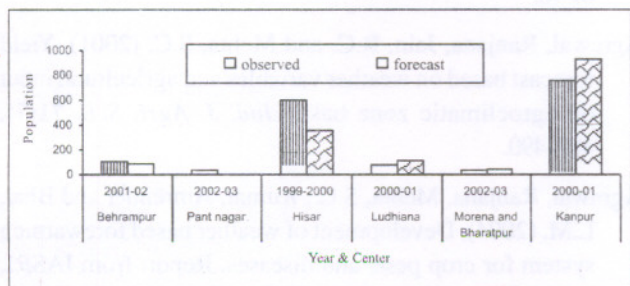 Population
1000
800
600
400
200
0
observed forecast
2001-02 2002-03 1999-2000 2000-01 2002-03 2000-01
Behrampur Pant nagar Hisar Ludhiana Morena and Bharatpur Kanpur
Year & Center